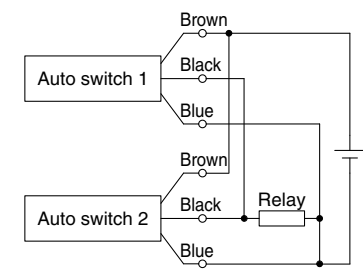 Brown
Black
Auto switch 1
Blue
Brown
Black
Relay
Auto switch 2
Blue